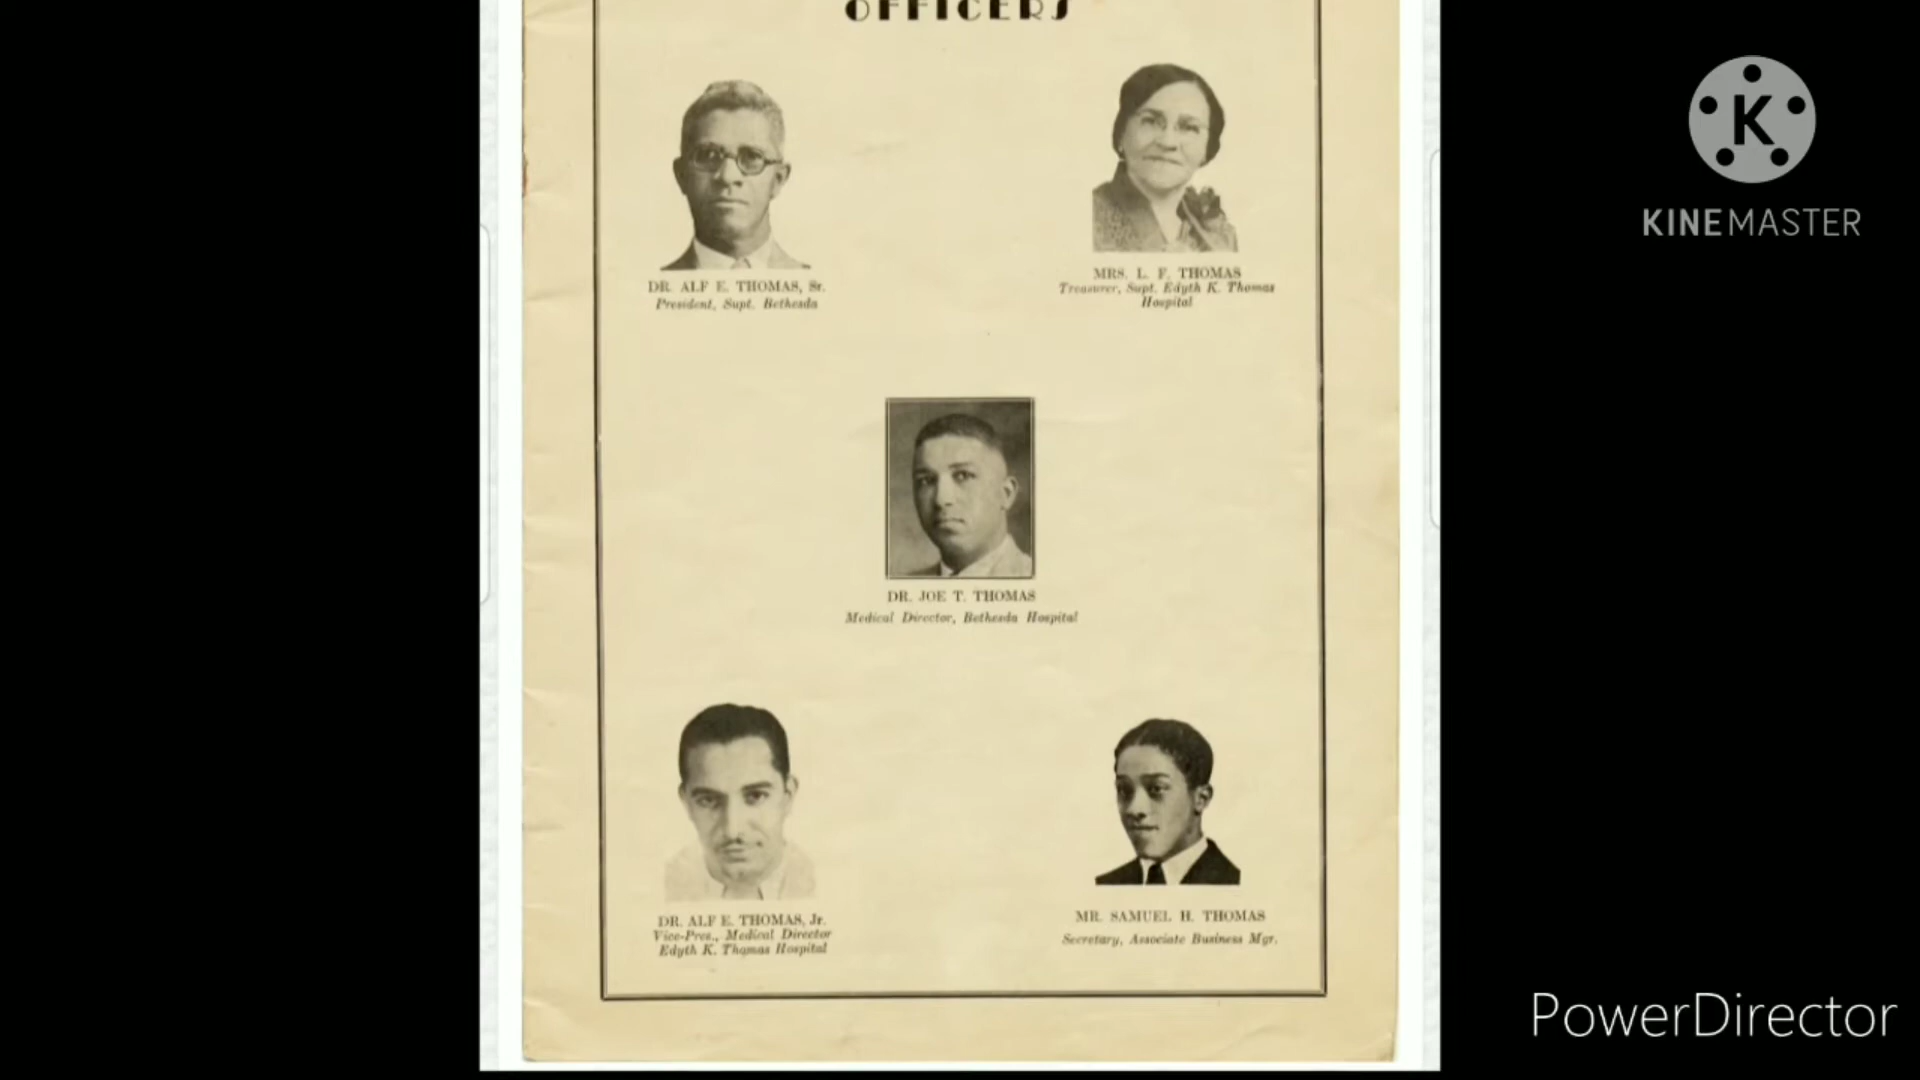 OFFICERS
DR. ALF E. THOMAS, Sr.
President, Supt. Bethesda
MRS. L. F. THOMAS
Treasurer, Supt. Edyth K. Thomas
Hospital
DR. JOE T. THOMAS
Medical Director, Bethesda Hospital
DR. ALF E. THOMAS, Jr.
Vice-Pres., Medical Director
Edyth K. Thomas Hospital
MR. SAMUEL H. THOMAS
Secretary, Associate Business Mgr.
K
KINEMASTER
PowerDirector